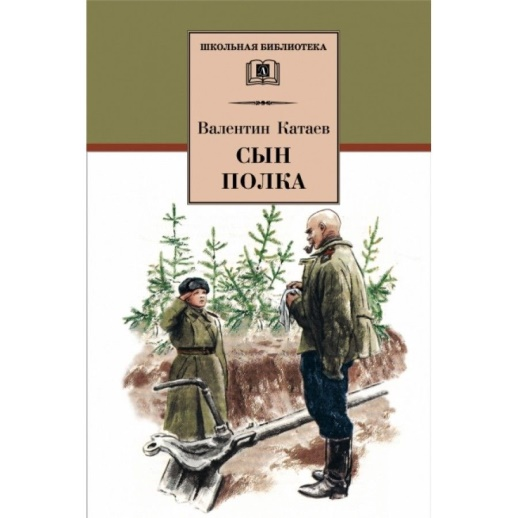 ШКОЛЬНАЯ БИБЛИОТЕКА
Валентин Катаев
СЫН
ПОЛКА